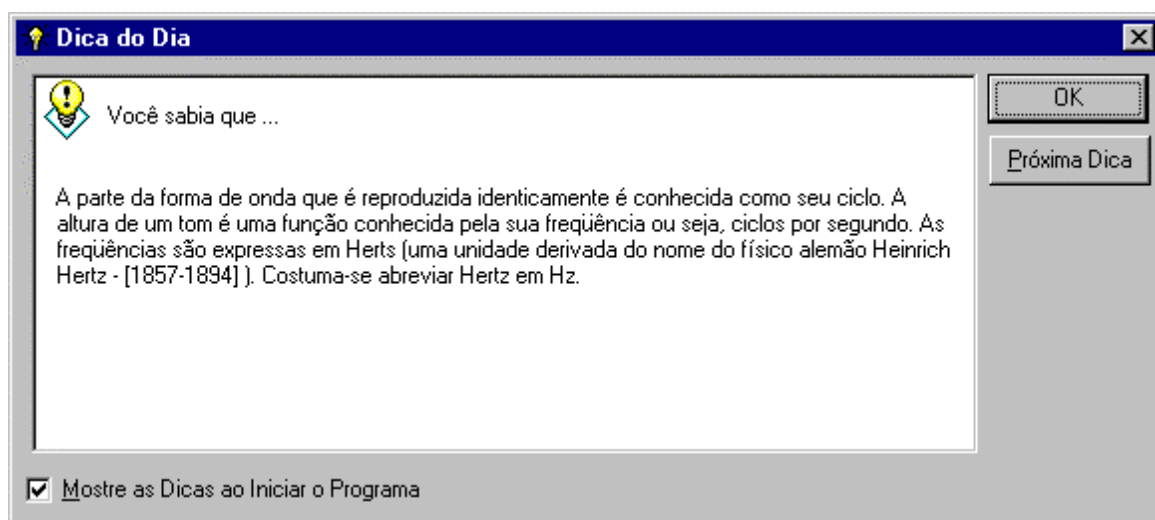 Dica do Dia
Você sabia que ...
OK
Próxima Dica
A parte da forma de onda que é reproduzida identicamente é conhecida como seu ciclo. A
altura de um tom é uma função conhecida pela sua freqüência ou seja, ciclos por segundo. As
freqüências são expressas em Herts (uma unidade derivada do nome do físico alemão Heinrich
Hertz - [1857-1894] ). Costuma-se abreviar Hertz em Hz.
Mostre as Dicas ao Iniciar o Programa